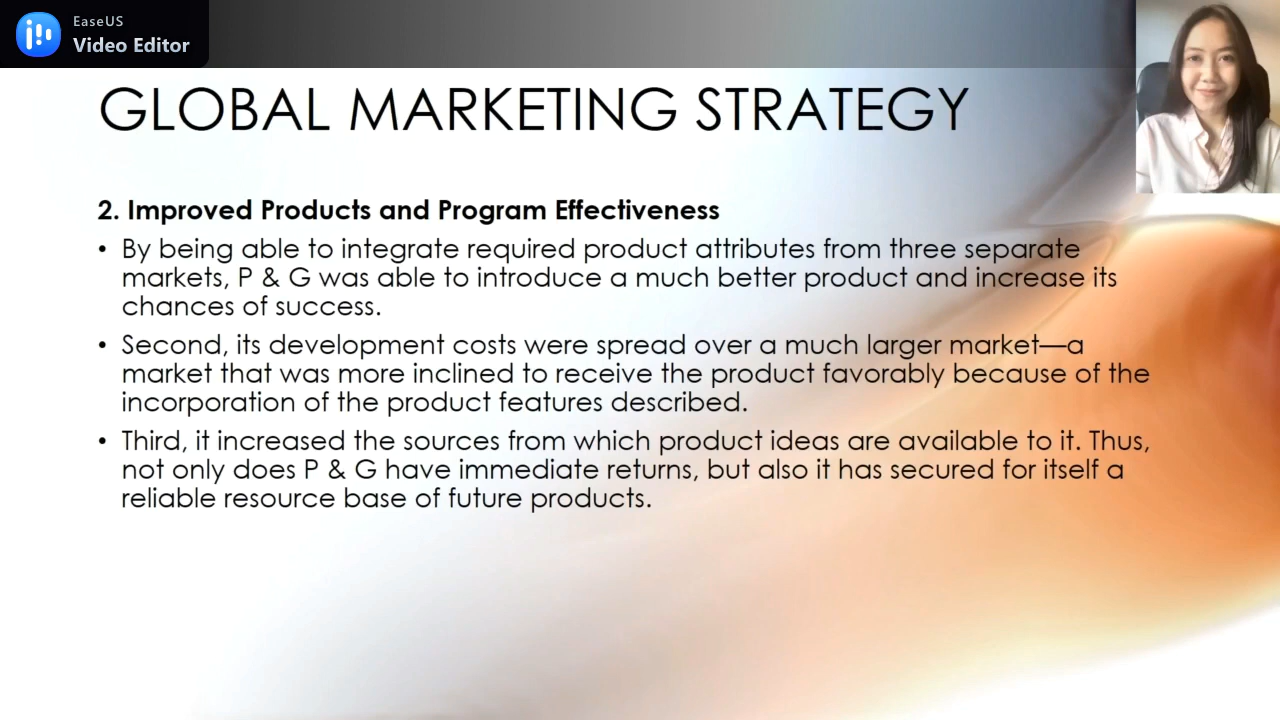 EaseUS
Video Editor
GLOBAL MARKETING STRATEGY
2. Improved Products and Program Effectiveness
• By being able to integrate required product attributes from three separate
markets, P & G was able to introduce a much better product and increase its
chances of success.
• Second, its development costs were spread over a much larger market—a
market that was more inclined to receive the product favorably because of the
incorporation of the product features described.
• Third, it increased the sources from which product ideas are available to it. Thus,
not only does P & G have immediate returns, but also it has secured for itself a
reliable resource base of future products.